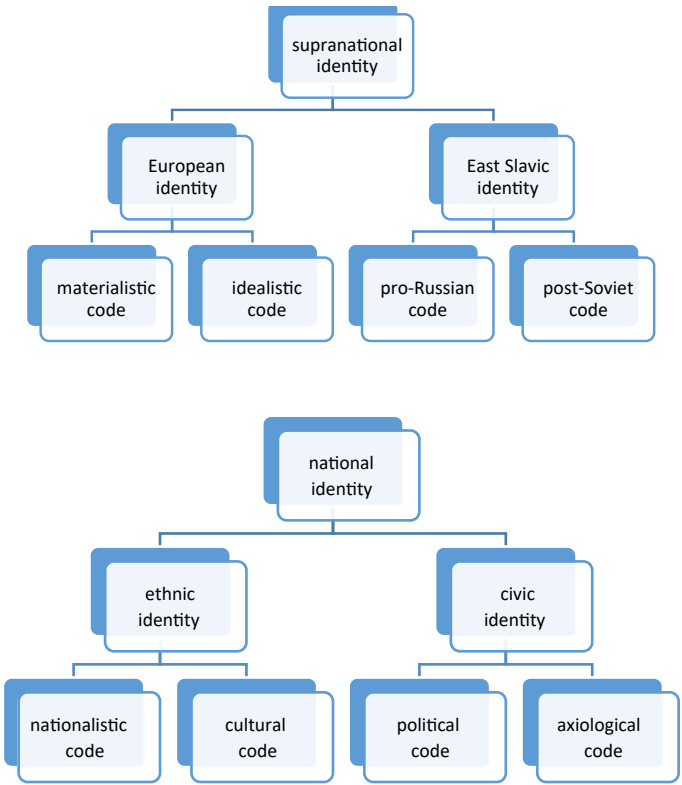 supranational
identity
European
identity
East Slavic
identity
materialistic
code
idealistic
code
pro-Russian
code
post-Soviet
code
national
identity
ethnic
identity
civic
identity
nationalistic
code
cultural
code
political
code
axiological
code